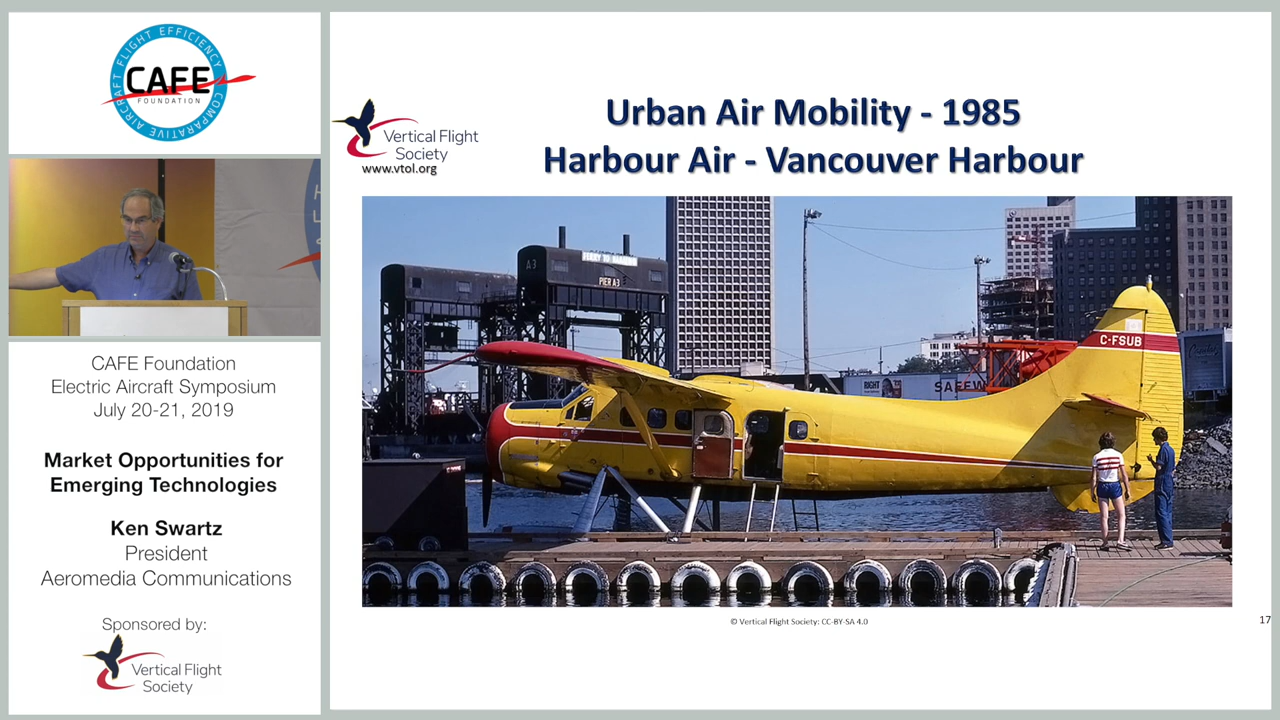 COMPARATIVE AIRCRAFT FLIGHT EFFICIENCY
CAFE
FOUNDATION
CAFE Foundation
Electric Aircraft Symposium
July 20-21, 2019
Market Opportunities for
Emerging Technologies
Ken Swartz
President
Aeromedia Communications
Sponsored by:
Vertical Flight
Society
Vertical Flight
Society
www.vtol.org
Urban Air Mobility - 1985
Harbour Air - Vancouver Harbour
A3
PIER A3
C-FSUB
RIGHT
SAFEW
© Vertical Flight Society: CC-BY-SA 4.0
17